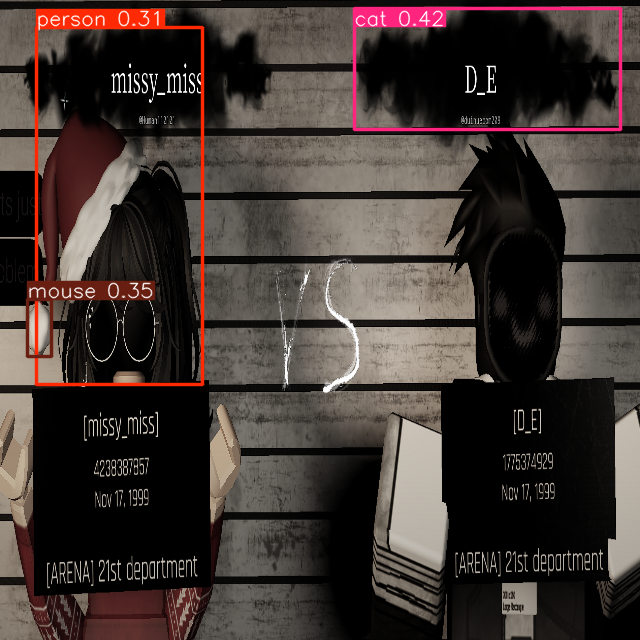 person 0.31
cat 0.42
missy_miss
D_E
mouse 0.35
VS
[missy_miss]
4238387857
Nov 17, 1999
[ARENA] 21st department
[D_E]
1775374929
Nov 17, 1999
[ARENA] 21st department